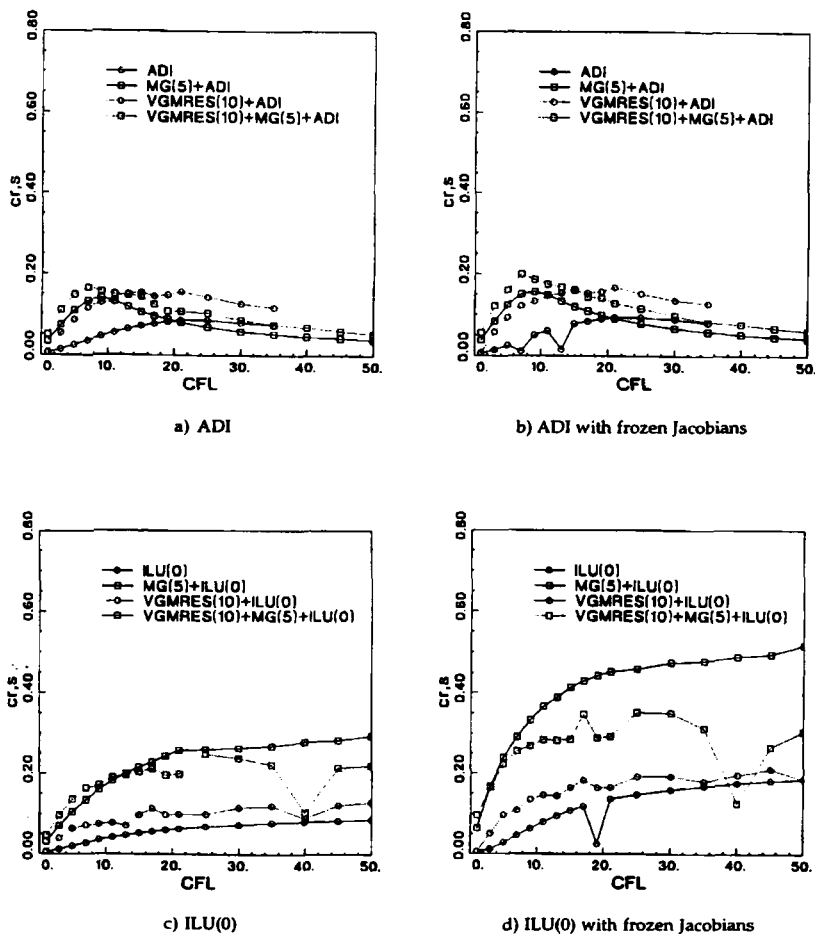 0.80
0.60
0.40
0.20
0.00
cr,s
ADI
MG(5)+ADI
VGMRES(10)+ADI
VGMRES(10)+MG(5)+ADI
0. 10. 20. 30. 40. 50.
CFL
a) ADI
0.80
0.60
0.40
0.20
0.00
cr,s
ADI
MG(5)+ADI
VGMRES(10)+ADI
VGMRES(10)+MG(5)+ADI
0. 10. 20. 30. 40. 50.
CFL
b) ADI with frozen Jacobians
0.80
0.60
0.40
0.20
0.00
cr,s
ILU(0)
MG(5)+ILU(0)
VGMRES(10)+ILU(0)
VGMRES(10)+MG(5)+ILU(0)
0. 10. 20. 30. 40. 50.
CFL
c) ILU(0)
0.80
0.60
0.40
0.20
0.00
cr,s
ILU(0)
MG(5)+ILU(0)
VGMRES(10)+ILU(0)
VGMRES(10)+MG(5)+ILU(0)
0. 10. 20. 30. 40. 50.
CFL
d) ILU(0) with frozen Jacobians